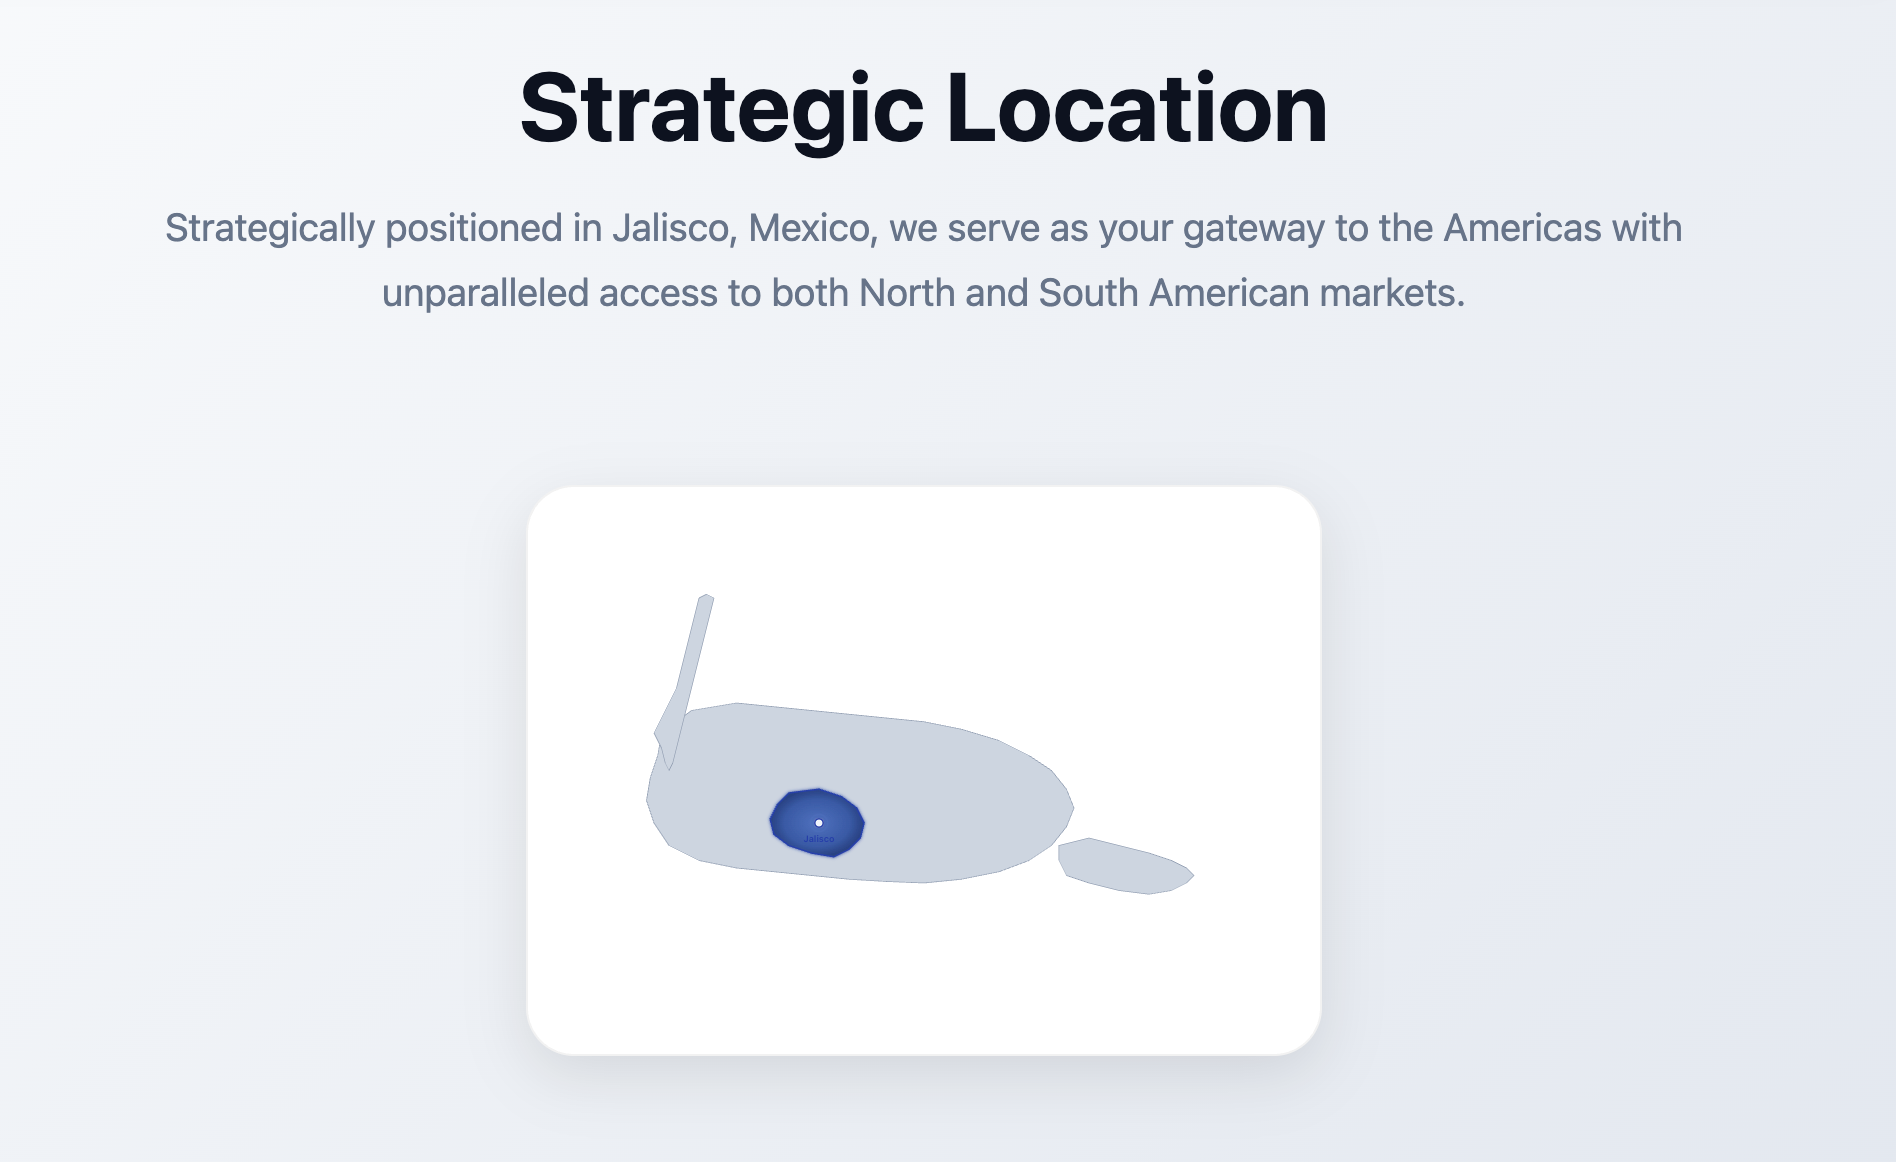 Strategic Location
Strategically positioned in Jalisco, Mexico, we serve as your gateway to the Americas with
unparalleled access to both North and South American markets.
Jalisco